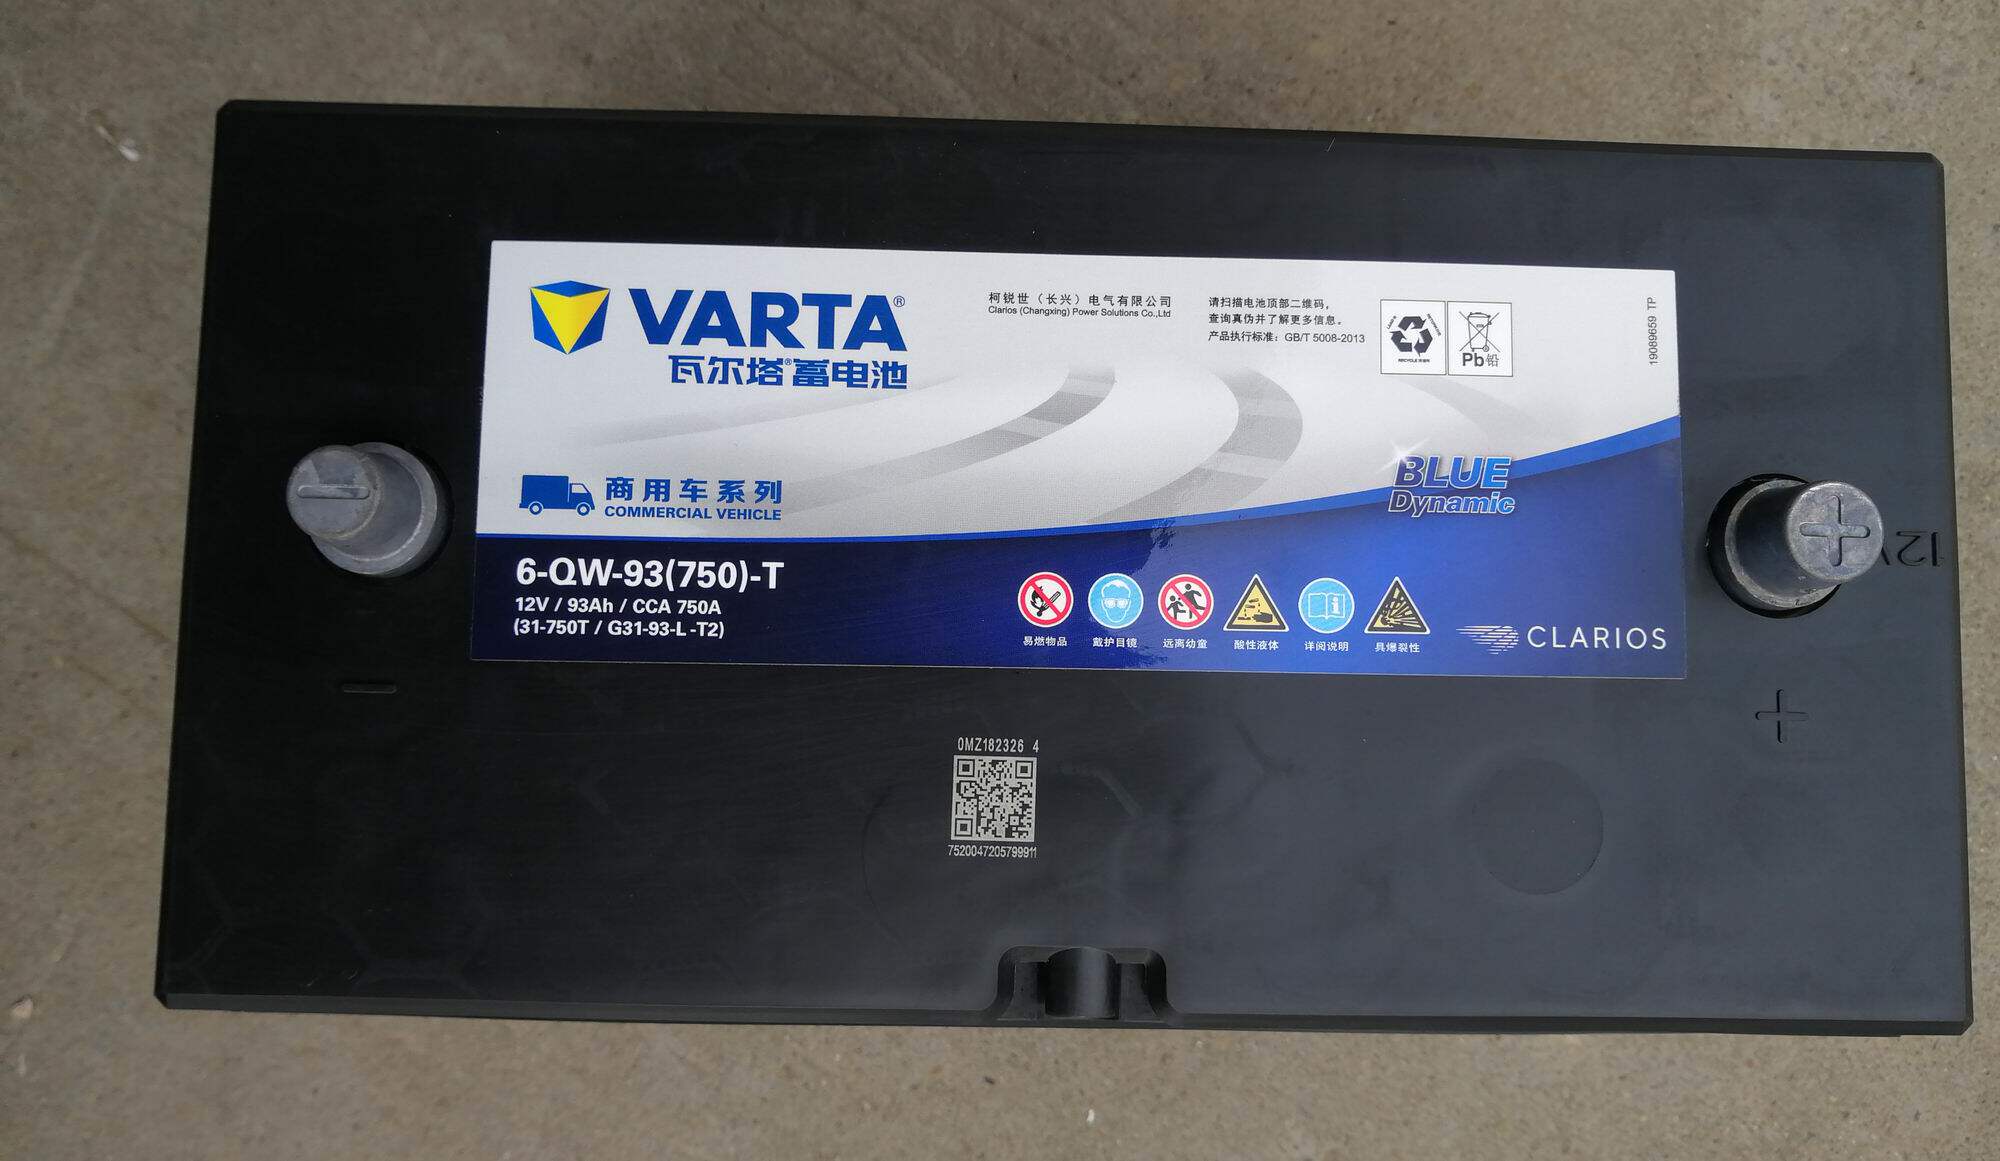 VARTA®
瓦尔塔®蓄电池
柯锐世（长兴）电气有限公司
Clarios (Changxing) Power Solutions Co.,Ltd
请扫描电池顶部二维码，
查询真伪并了解更多信息。
产品执行标准：GB/T 5008-2013
Pb铅
19089659 TP
商用车系列
COMMERCIAL VEHICLE
BLUE
Dynamic
6-QW-93(750)-T
12V / 93Ah / CCA 750A
(31-750T / G31-93-L -T2)
易燃物品
戴护目镜
远离幼童
酸性液体
详阅说明
具爆裂性
CLARIOS
12V
0MZ182326 4
7520047205799911